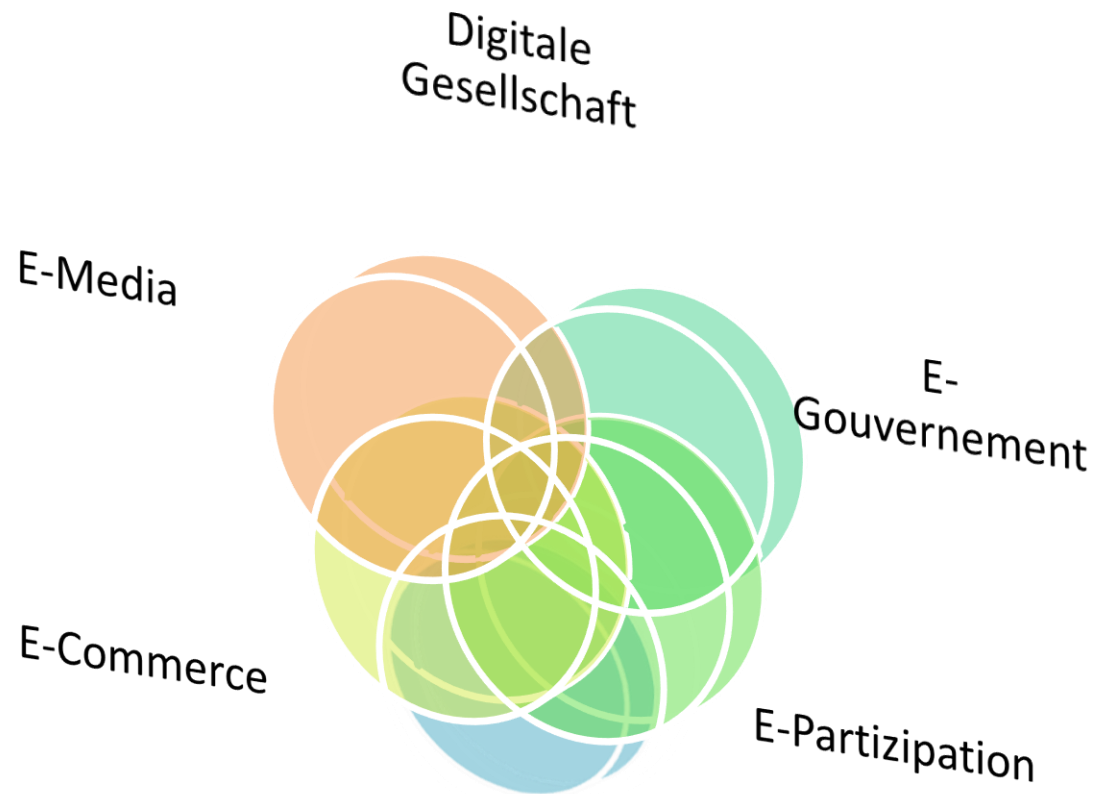 Digitale
Gesellschaft
E-Media
E-
Gouvernement
E-Commerce
E-Partizipation